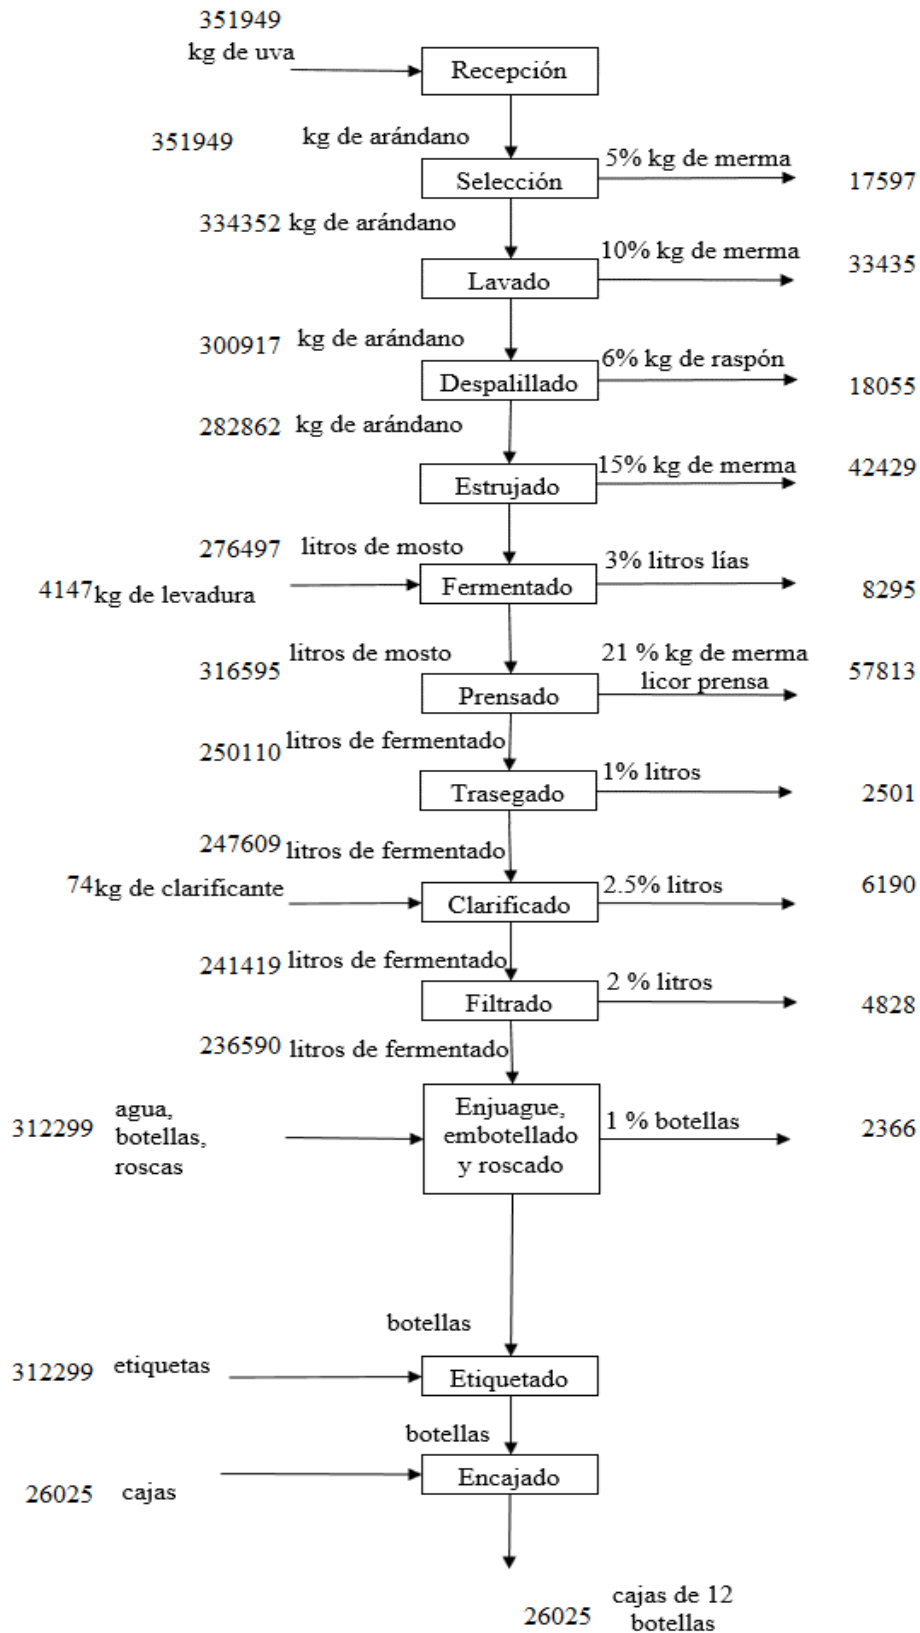 351949
kg de uva
Recepción
351949 kg de arándano
5% kg de merma
Selección
17597
334352 kg de arándano
10% kg de merma
33435
Lavado
300917 kg de arándano
6% kg de raspón
Despalillado
18055
282862 kg de arándano
15% kg de merma
42429
Estrujado
276497 litros de mosto
3% litros lías
4147 kg de levadura
Fermentado
8295
316595 litros de mosto
21 % kg de merma
licor prensa
57813
Prensado
250110 litros de fermentado
1% litros
Trasegado
2501
247609 litros de fermentado
74 kg de clarificante
2.5% litros
6190
Clarificado
241419 litros de fermentado
2 % litros
Filtrado
4828
236590 litros de fermentado
312299
agua,
botellas,
roscas
Enjuague,
embotellado
y roscado
1 % botellas
2366
botellas
312299 etiquetas
Etiquetado
botellas
26025 cajas
Encajado
26025
cajas de 12
botellas